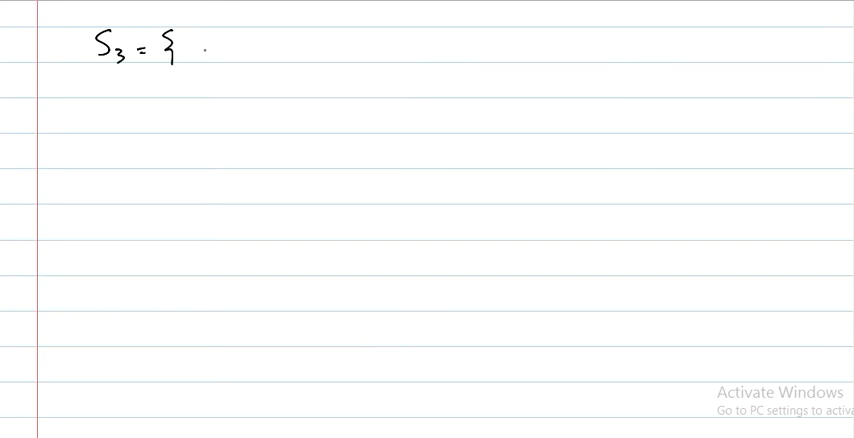 S₃ = {
Activate Windows
Go to PC settings to activa